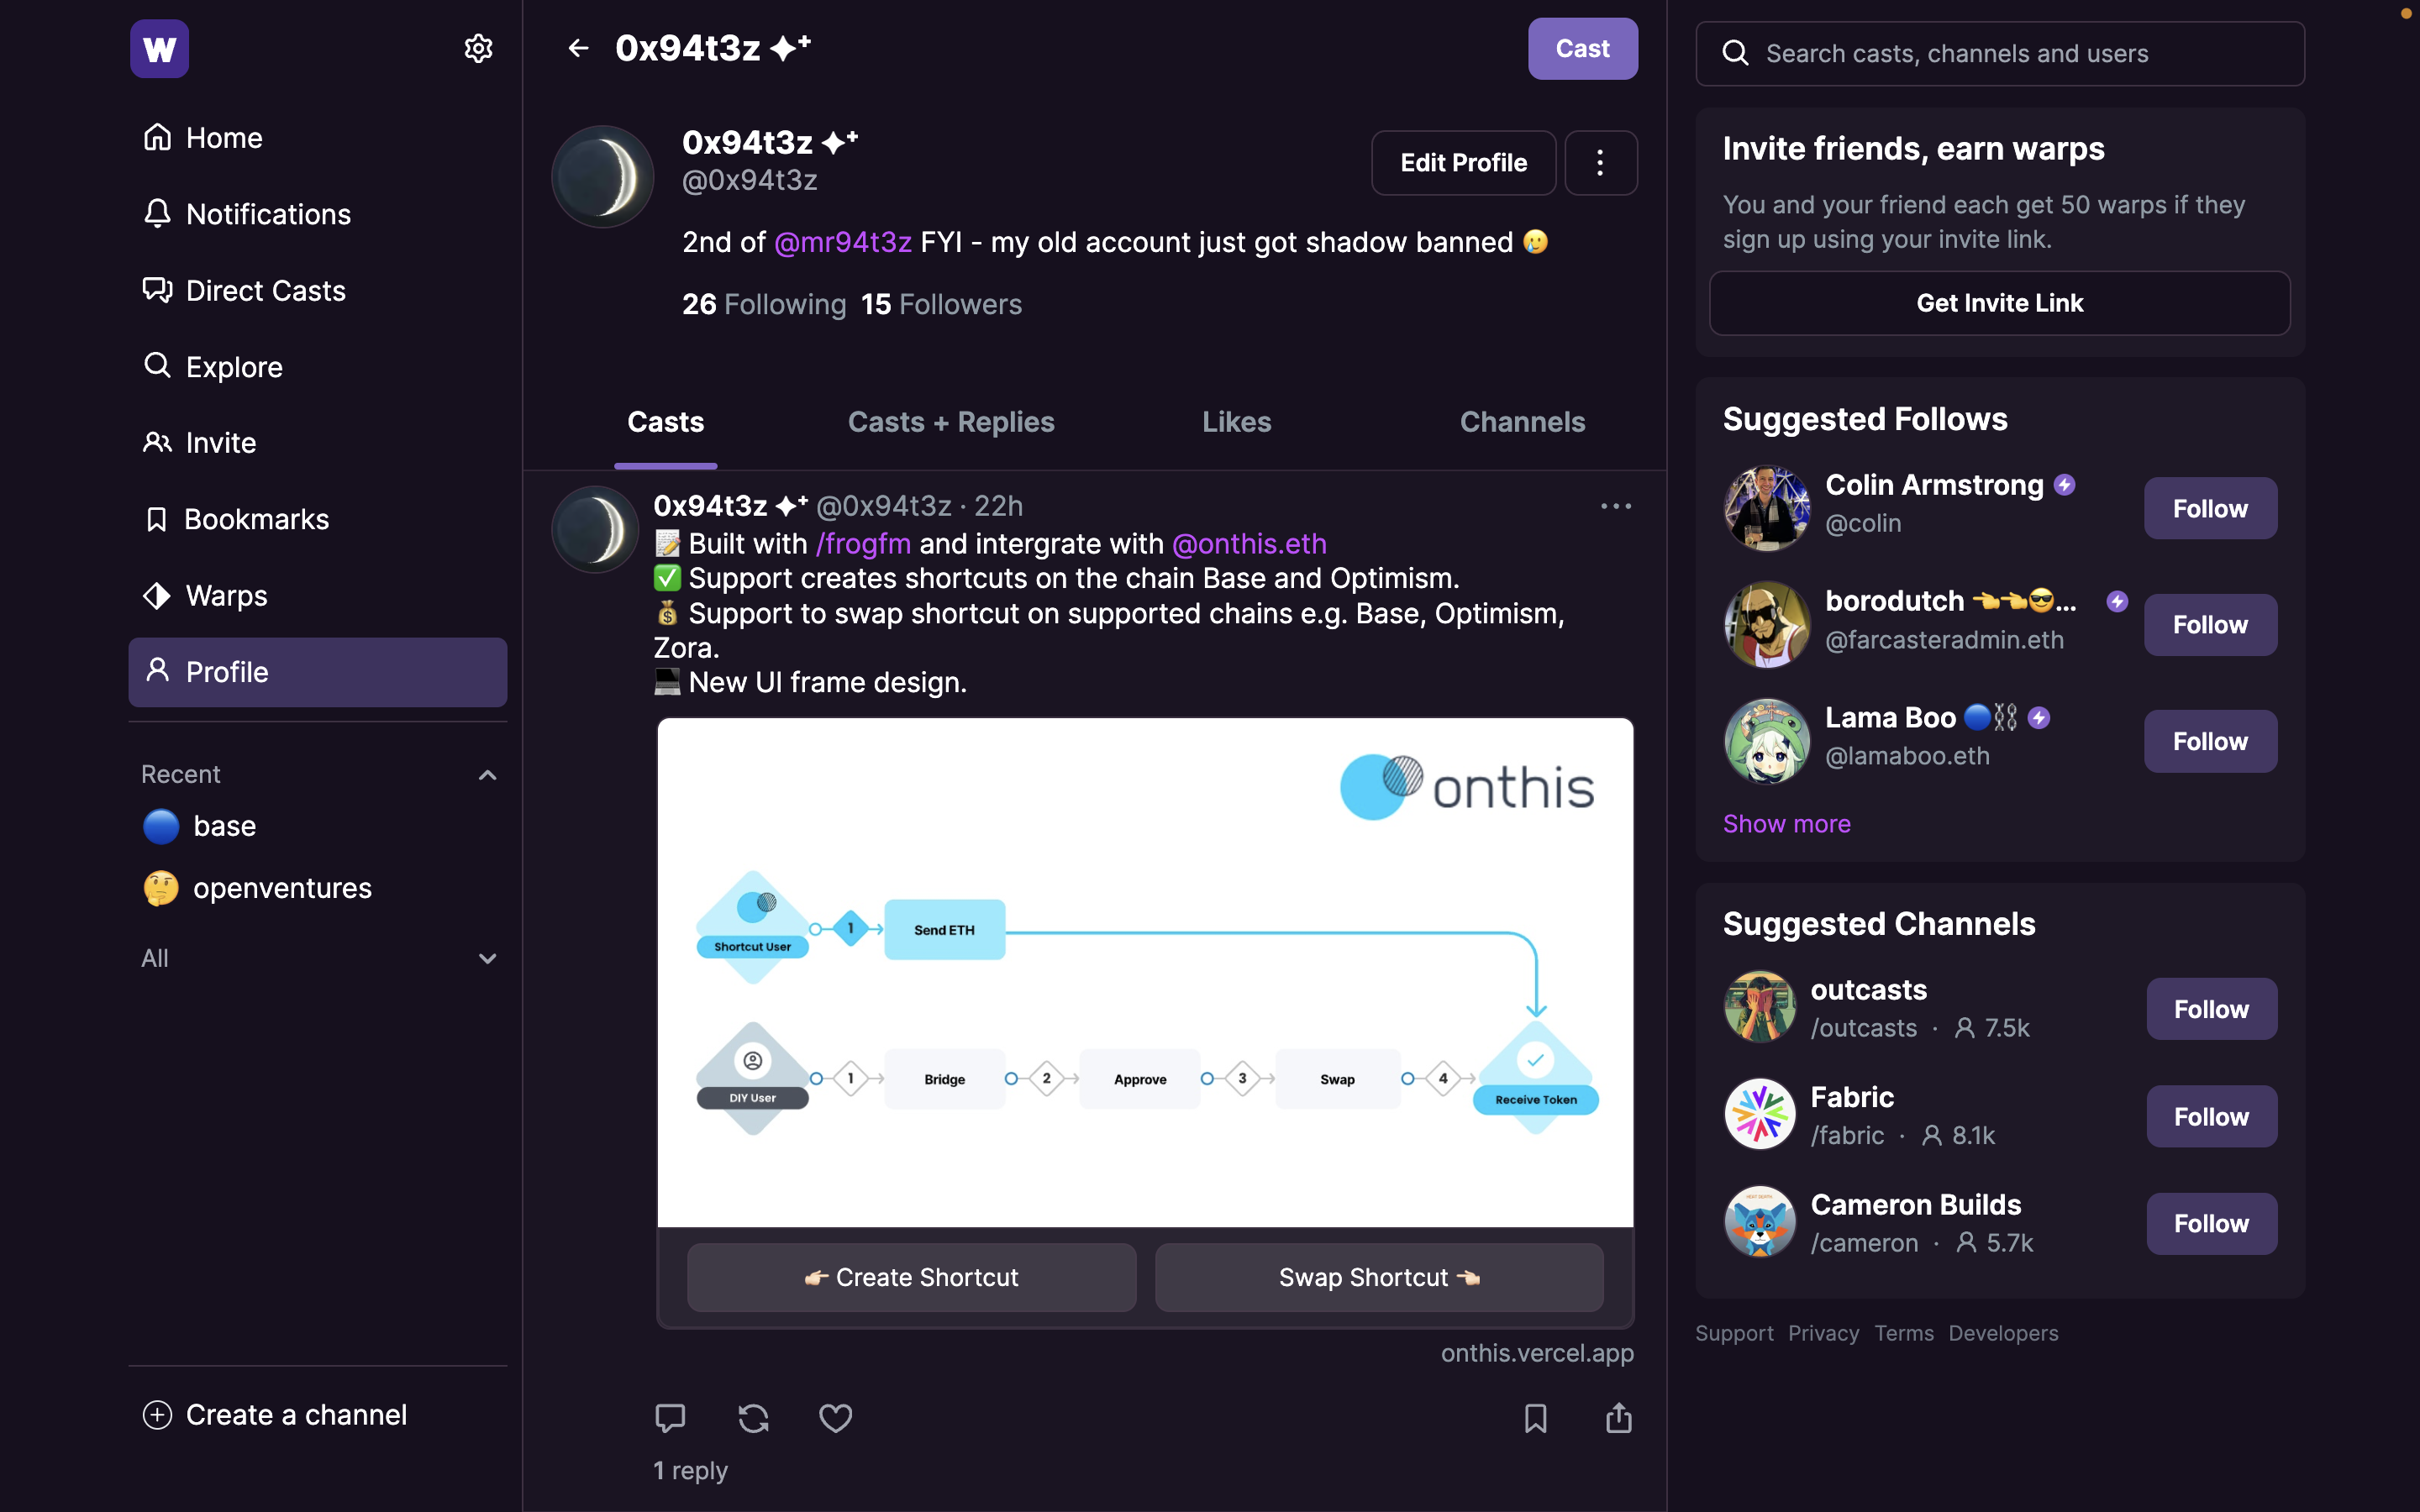 W
Home
Notifications
Direct Casts
Explore
Invite
Bookmarks
Warps
Profile
Recent
base
openventures
All
Create a channel
0x94t3z
Cast
0x94t3z
@0x94t3z
Edit Profile
2nd of @mr94t3z FYI - my old account just got shadow banned 🥲
26 Following 15 Followers
Casts
Casts + Replies
Likes
Channels
0x94t3z @0x94t3z · 22h
📝 Built with /frogfm and intergrate with @onthis.eth
✅ Support creates shortcuts on the chain Base and Optimism.
💰 Support to swap shortcut on supported chains e.g. Base, Optimism,
Zora.
💻 New UI frame design.
onthis
Shortcut User
1
Send ETH
DIY User
1
Bridge
2
Approve
3
Swap
4
Receive Token
👉🏻 Create Shortcut
Swap Shortcut 👈🏻
onthis.vercel.app
1 reply
Search casts, channels and users
Invite friends, earn warps
You and your friend each get 50 warps if they
sign up using your invite link.
Get Invite Link
Suggested Follows
Colin Armstrong
@colin
Follow
borodutch 👈👈😎...
@farcasteradmin.eth
Follow
Lama Boo 🔵⛓
@lamaboo.eth
Follow
Show more
Suggested Channels
outcasts
/outcasts · 7.5k
Follow
Fabric
/fabric · 8.1k
Follow
Cameron Builds
/cameron · 5.7k
Follow
Support Privacy Terms Developers